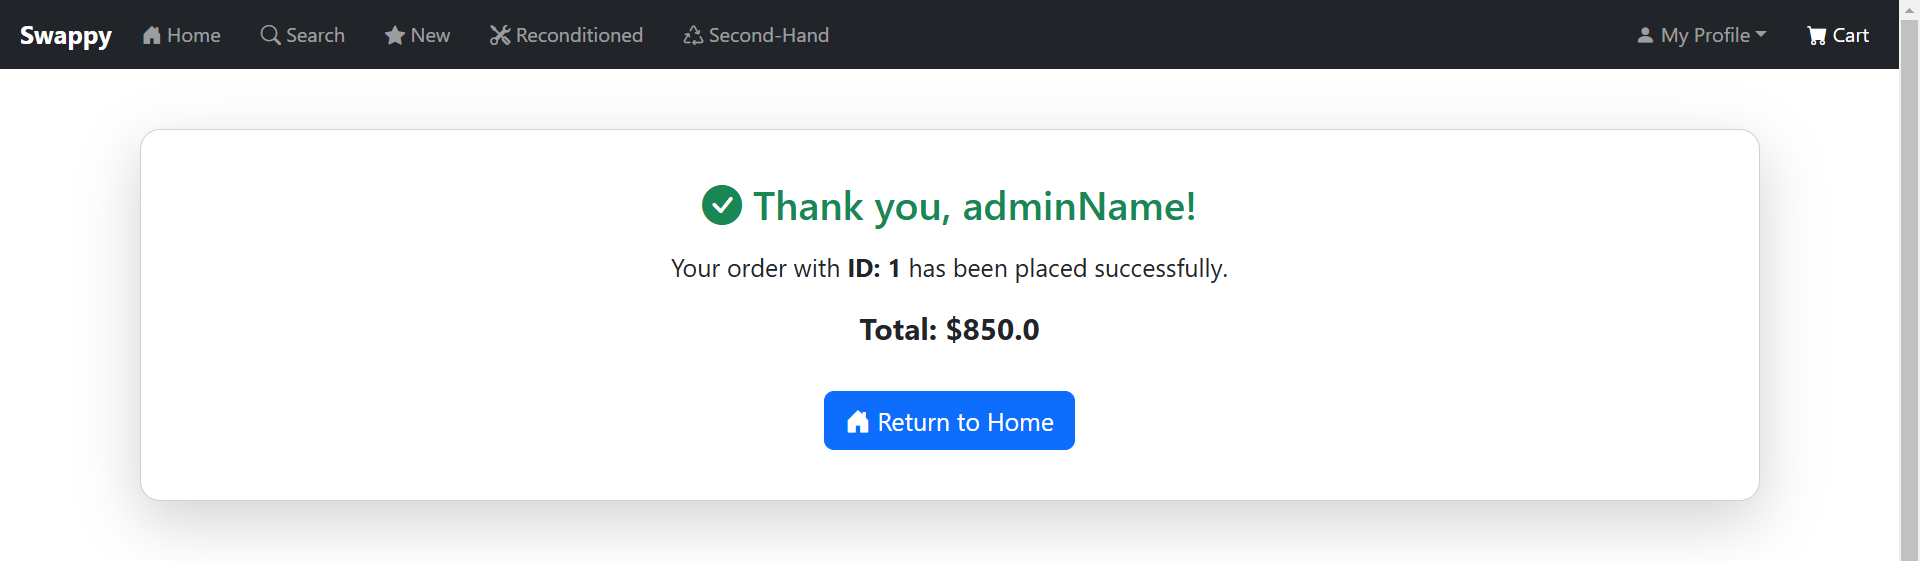 Swappy Home Search New Reconditioned Second-Hand My Profile Cart
Thank you, adminName!
Your order with ID: 1 has been placed successfully.
Total: $850.0
Return to Home